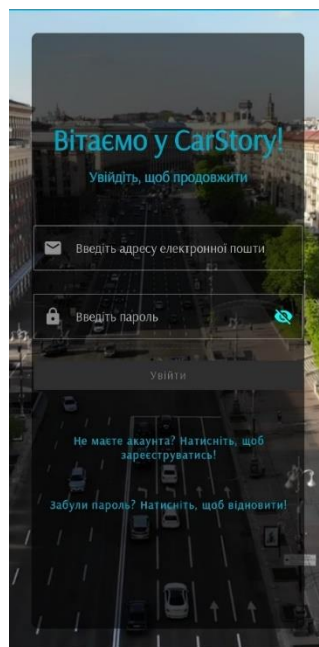 Вітаємо у CarStory!
Увійдіть, щоб продовжити
Введіть адресу електронної пошти
Введіть пароль
Увійти
Не маєте акаунта? Натисніть, щоб
зареєструватись!
Забули пароль? Натисніть, щоб відновити!